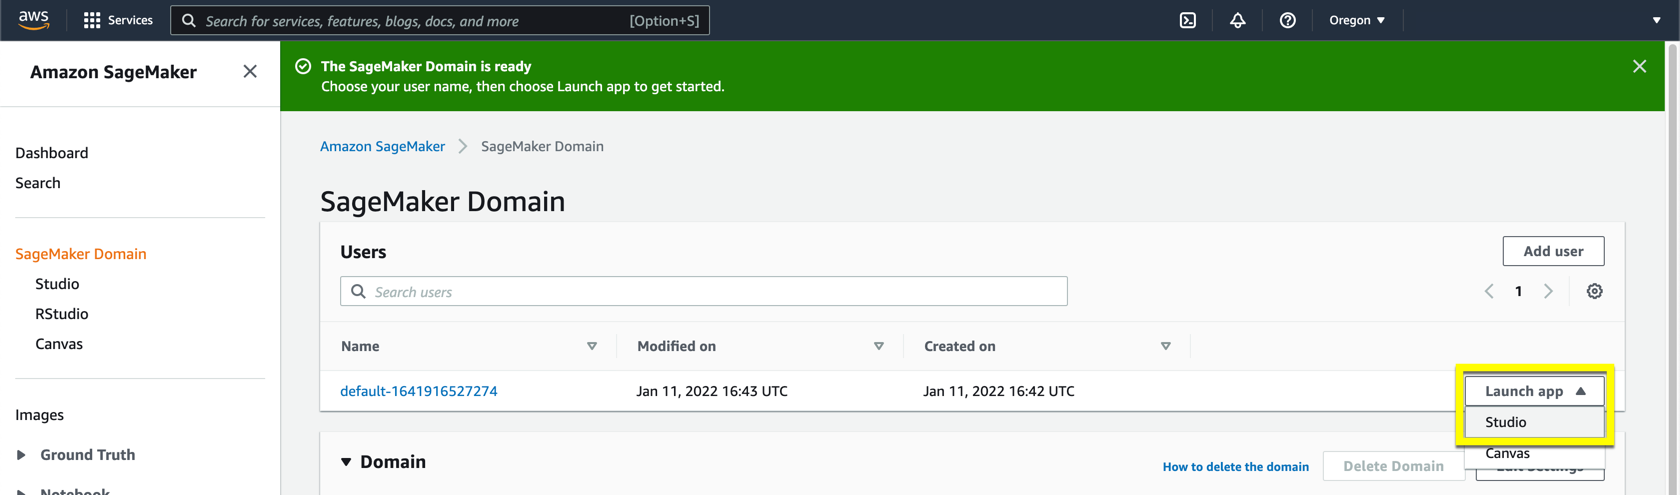 aws
Services
Search for services, features, blogs, docs, and more
[Option+S]
Oregon
Amazon SageMaker
The SageMaker Domain is ready
Choose your user name, then choose Launch app to get started.
Dashboard
Search
SageMaker Domain
Studio
RStudio
Canvas
Images
Ground Truth
Notebook
Amazon SageMaker
SageMaker Domain
SageMaker Domain
Users
Add user
Search users
1
Name
Modified on
Created on
default-1641916527274
Jan 11, 2022 16:43 UTC
Jan 11, 2022 16:42 UTC
Launch app
Studio
Canvas
Domain
How to delete the domain
Delete Domain
Edit Settings